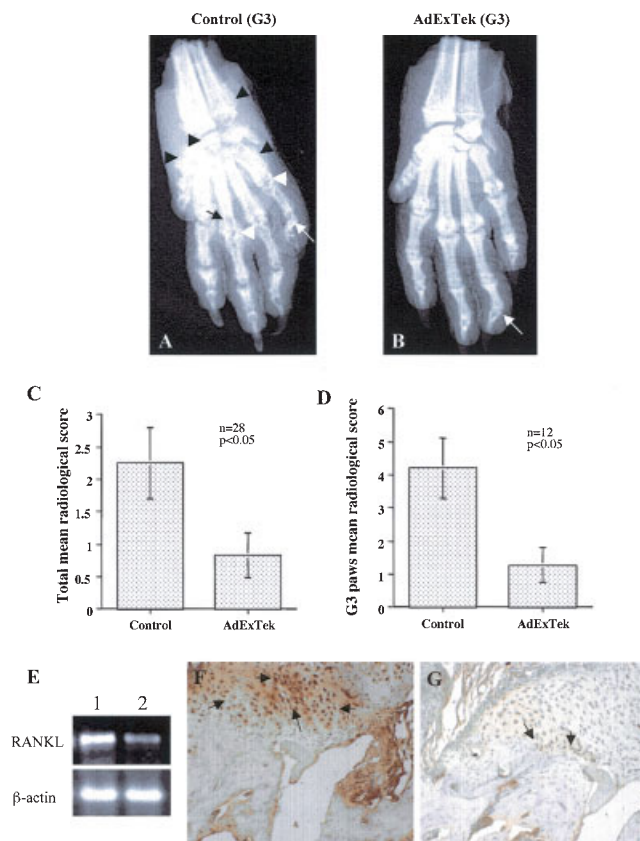 Control (G3)
AdExTek (G3)
A
B
C
Total mean radiological score
3
2.5
2
1.5
1
0.5
0
n=28
p<0.05
Control
AdExTek
D
G3 paws mean radiological score
6
5
4
3
2
1
0
n=12
p<0.05
Control
AdExTek
E
1 2
RANKL
β-actin
F
G